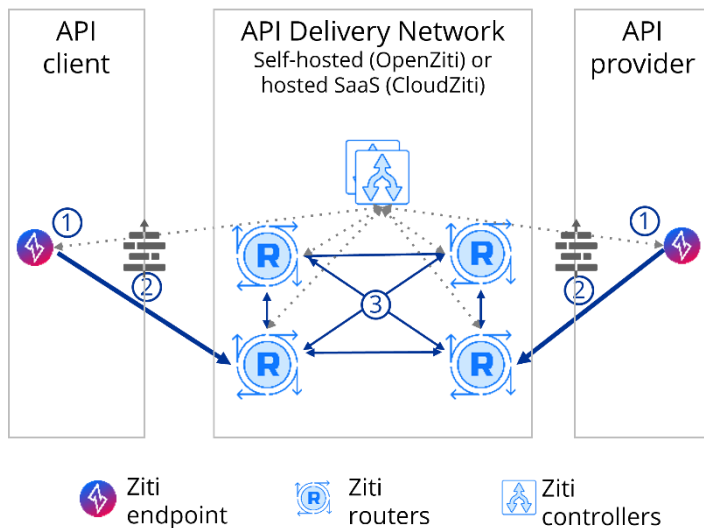 API
client
API Delivery Network
Self-hosted (OpenZiti) or
hosted SaaS (CloudZiti)
API
provider
1
1
2
2
3
R
R
R
R
Ziti
endpoint
R
Ziti
routers
Ziti
controllers